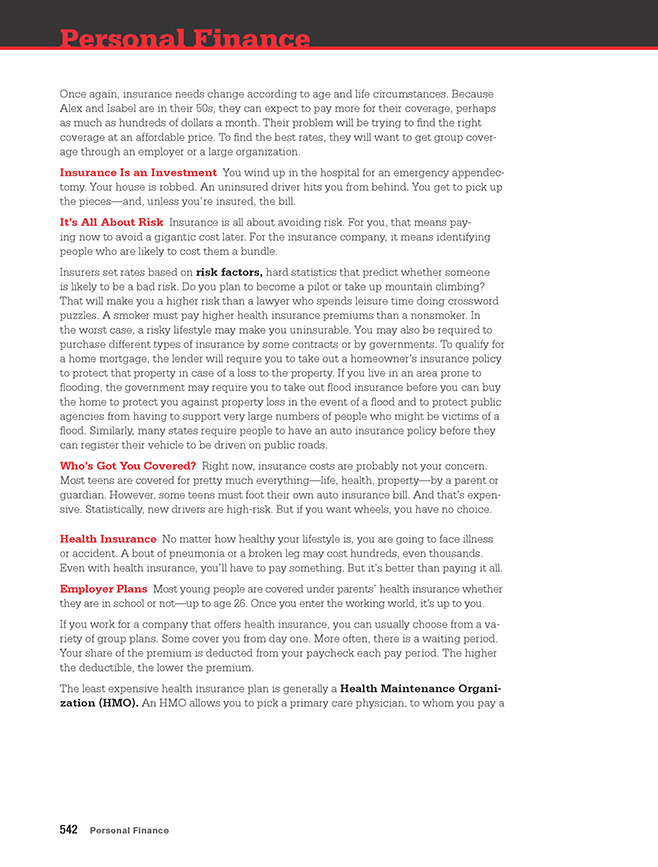 Personal Finance
Once again, insurance needs change according to age and life circumstances. Because
Alex and Isabel are in their 50s, they can expect to pay more for their coverage, perhaps
as much as hundreds of dollars a month. Their problem will be trying to find the right
coverage at an affordable price. To find the best rates, they will want to get group cover-
age through an employer or a large organization.
Insurance Is an Investment You wind up in the hospital for an emergency appendec-
tomy. Your house is robbed. An uninsured driver hits you from behind. You get to pick up
the pieces—and, unless you're insured, the bill.
It's All About Risk Insurance is all about avoiding risk. For you, that means pay-
ing now to avoid a gigantic cost later. For the insurance company, it means identifying
people who are likely to cost them a bundle.
Insurers set rates based on risk factors, hard statistics that predict whether someone
is likely to be a bad risk. Do you plan to become a pilot or take up mountain climbing?
That will make you a higher risk than a lawyer who spends leisure time doing crossword
puzzles. A smoker must pay higher health insurance premiums than a nonsmoker. In
the worst case, a risky lifestyle may make you uninsurable. You may also be required to
purchase different types of insurance by some contracts or by governments. To qualify for
a home mortgage, the lender will require you to take out a homeowner's insurance policy
to protect that property in case of a loss to the property. If you live in an area prone to
flooding, the government may require you to take out flood insurance before you can buy
the home to protect you against property loss in the event of a flood and to protect public
agencies from having to support very large numbers of people who might be victims of a
flood. Similarly, many states require people to have an auto insurance policy before they
can register their vehicle to be driven on public roads.
Who's Got You Covered? Right now, insurance costs are probably not your concern.
Most teens are covered for pretty much everything—life, health, property—by a parent or
guardian. However, some teens must foot their own auto insurance bill. And that's expen-
sive. Statistically, new drivers are high-risk. But if you want wheels, you have no choice.
Health Insurance No matter how healthy your lifestyle is, you are going to face illness
or accident. A bout of pneumonia or a broken leg may cost hundreds, even thousands.
Even with health insurance, you'll have to pay something. But it's better than paying it all.
Employer Plans Most young people are covered under parents' health insurance whether
they are in school or not—up to age 26. Once you enter the working world, it's up to you.
If you work for a company that offers health insurance, you can usually choose from a va-
riety of group plans. Some cover you from day one. More often, there is a waiting period.
Your share of the premium is deducted from your paycheck each pay period. The higher
the deductible, the lower the premium.
The least expensive health insurance plan is generally a Health Maintenance Organi-
zation (HMO). An HMO allows you to pick a primary care physician, to whom you pay a
542 Personal Finance